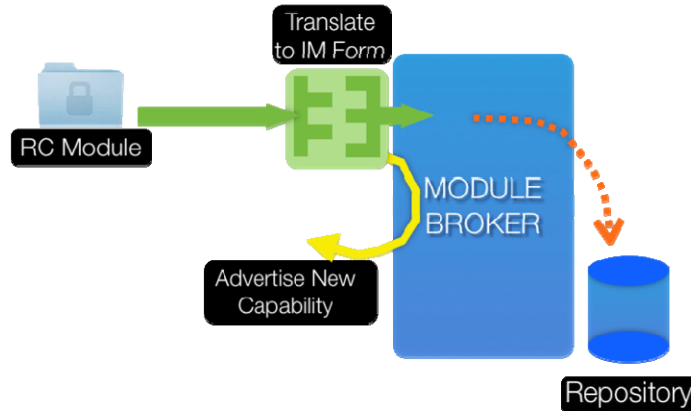 Translate
to IM Form
RC Module
MODULE
BROKER
Advertise New
Capability
Repository